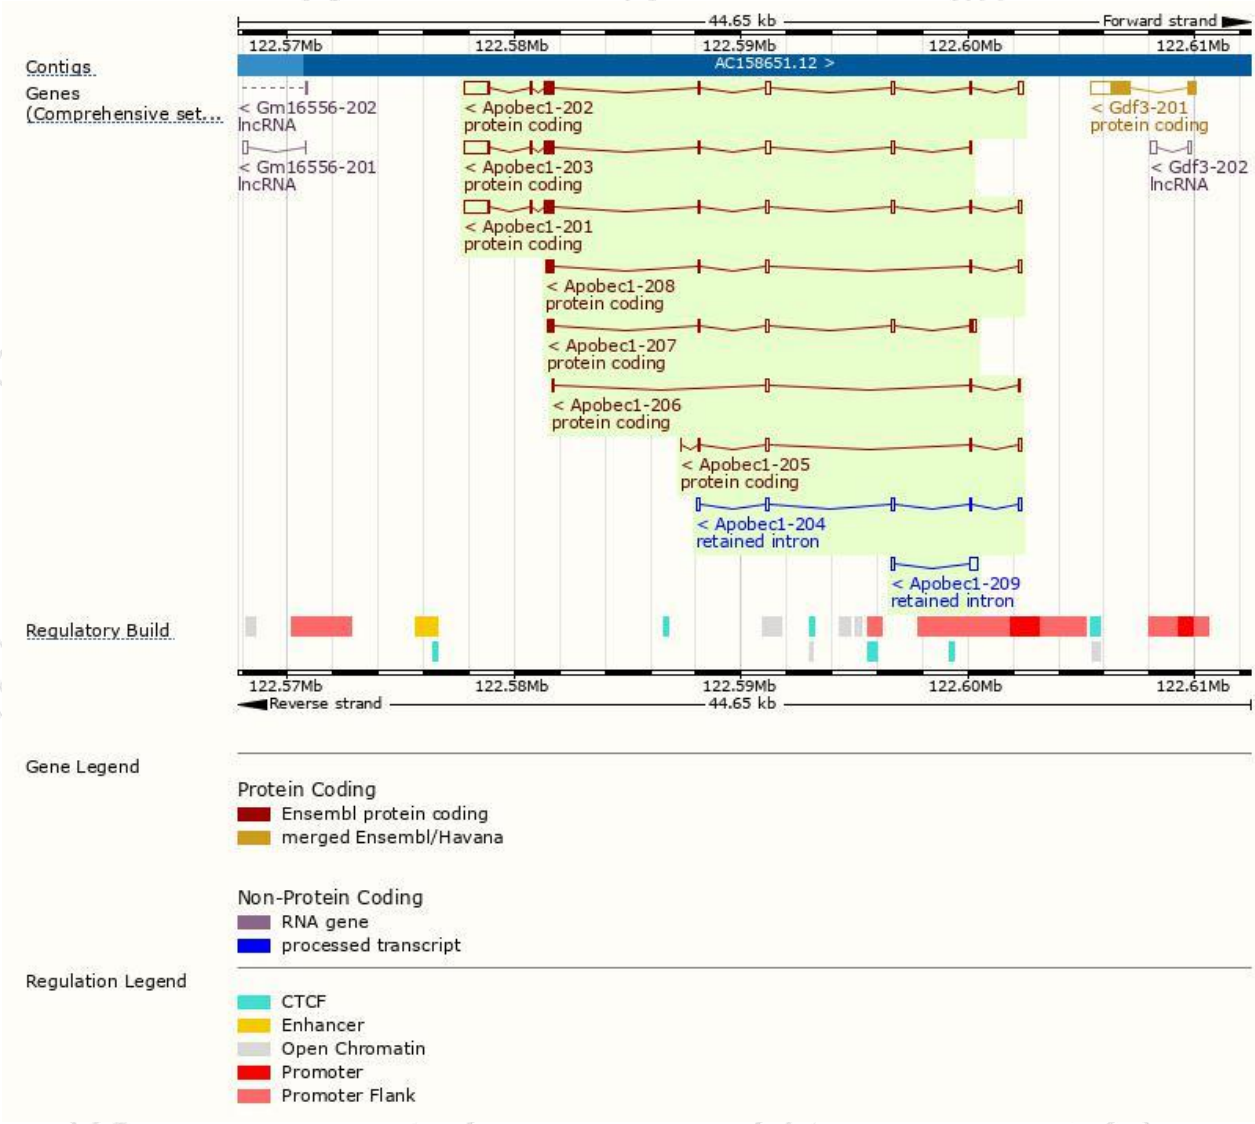 44.65 kb Forward strand
122.57Mb 122.58Mb 122.59Mb 122.60Mb 122.61Mb
Contigs AC158651.12 >
Genes
(Comprehensive set...
< Gm16556-202
lncRNA
< Apobec1-202
protein coding
< Gdf3-201
protein coding
< Gm16556-201
lncRNA
< Apobec1-203
protein coding
< Gdf3-202
lncRNA
< Apobec1-201
protein coding
< Apobec1-208
protein coding
< Apobec1-207
protein coding
< Apobec1-206
protein coding
< Apobec1-205
protein coding
< Apobec1-204
retained intron
< Apobec1-209
retained intron
Regulatory Build
122.57Mb 122.58Mb 122.59Mb 122.60Mb 122.61Mb
Reverse strand 44.65 kb
Gene Legend
Protein Coding
Ensembl protein coding
merged Ensembl/Havana
Non-Protein Coding
RNA gene
processed transcript
Regulation Legend
CTCF
Enhancer
Open Chromatin
Promoter
Promoter Flank